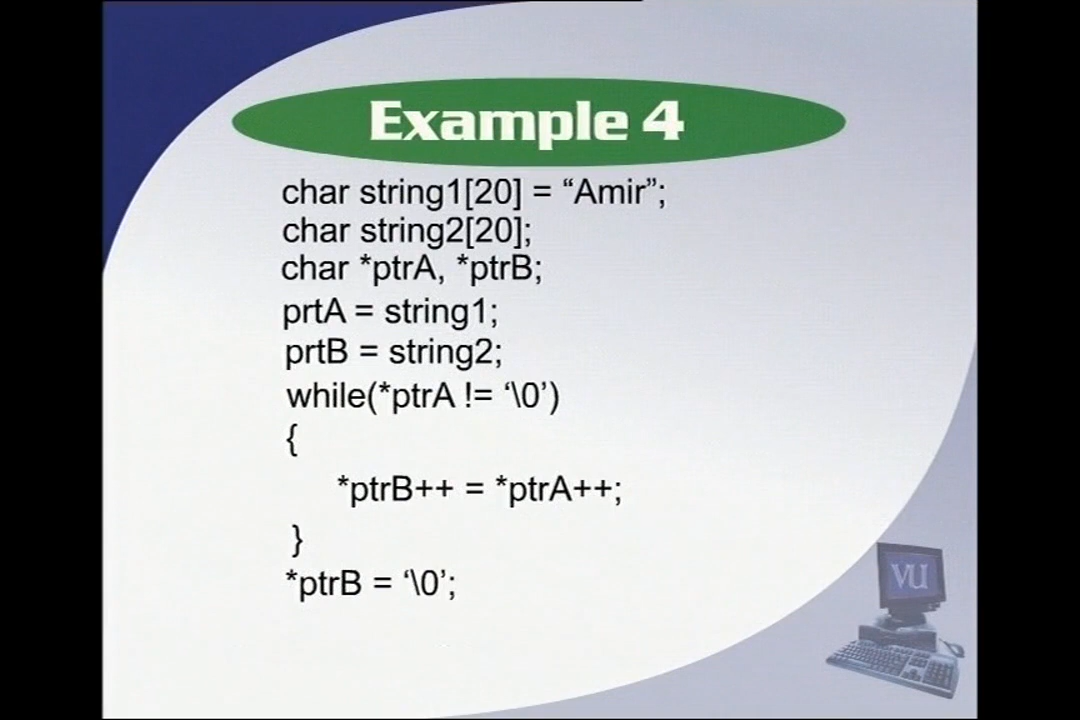 Example 4
char string1[20] = “Amir”;
char string2[20];
char *ptrA, *ptrB;
prtA = string1;
prtB = string2;
while(*ptrA != ‘\0’)
{
*ptrB++ = *ptrA++;
}
*ptrB = ‘\0’;
VU